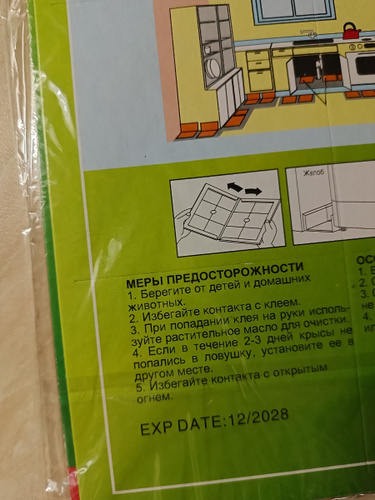 Желоб
МЕРЫ ПРЕДОСТОРОЖНОСТИ
1. Берегите от детей и домашних
животных.
2. Избегайте контакта с клеем.
3. При попадании клея на руки исполь-
зуйте растительное масло для очистки.
4. Если в течение 2-3 дней крысы не
попались в ловушку, установите ее в
другом месте.
5. Избегайте контакта с открытым
огнем.
EXP DATE:12/2028